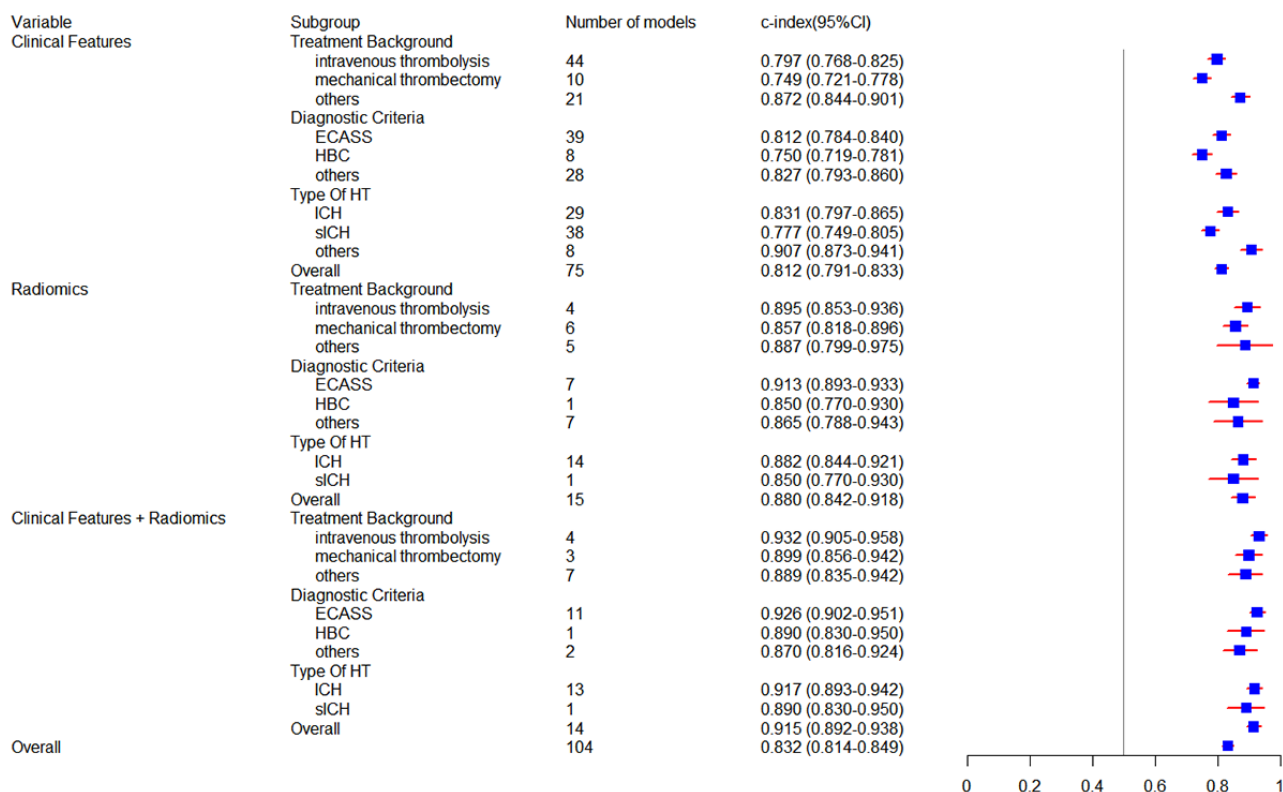 Variable Subgroup Number of models c-index(95%CI)
Clinical Features Treatment Background
intravenous thrombolysis 44 0.797 (0.768-0.825)
mechanical thrombectomy 10 0.749 (0.721-0.778)
others 21 0.872 (0.844-0.901)
Diagnostic Criteria
ECASS 39 0.812 (0.784-0.840)
HBC 8 0.750 (0.719-0.781)
others 28 0.827 (0.793-0.860)
Type Of HT
ICH 29 0.831 (0.797-0.865)
sICH 38 0.777 (0.749-0.805)
others 8 0.907 (0.873-0.941)
Overall 75 0.812 (0.791-0.833)
Radiomics Treatment Background
intravenous thrombolysis 4 0.895 (0.853-0.936)
mechanical thrombectomy 6 0.857 (0.818-0.896)
others 5 0.887 (0.799-0.975)
Diagnostic Criteria
ECASS 7 0.913 (0.893-0.933)
HBC 1 0.850 (0.770-0.930)
others 7 0.865 (0.788-0.943)
Type Of HT
ICH 14 0.882 (0.844-0.921)
sICH 1 0.850 (0.770-0.930)
Overall 15 0.880 (0.842-0.918)
Clinical Features + Radiomics Treatment Background
intravenous thrombolysis 4 0.932 (0.905-0.958)
mechanical thrombectomy 3 0.899 (0.856-0.942)
others 7 0.889 (0.835-0.942)
Diagnostic Criteria
ECASS 11 0.926 (0.902-0.951)
HBC 1 0.890 (0.830-0.950)
others 2 0.870 (0.816-0.924)
Type Of HT
ICH 13 0.917 (0.893-0.942)
sICH 1 0.890 (0.830-0.950)
Overall 14 0.915 (0.892-0.938)
Overall 104 0.832 (0.814-0.849)
0 0.2 0.4 0.6 0.8 1